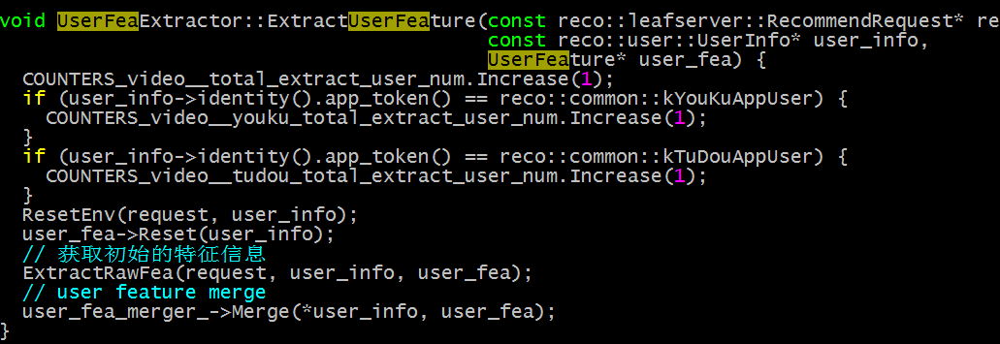 void UserFeaExtractor::ExtractUserFeature(const reco::leafserver::RecommendRequest* re
const reco::user::UserInfo* user_info,
UserFeature* user_fea) {
COUNTERS_video__total_extract_user_num.Increase(1);
if (user_info->identity().app_token() == reco::common::kYouKuAppUser) {
COUNTERS_video__youku_total_extract_user_num.Increase(1);
}
if (user_info->identity().app_token() == reco::common::kTuDouAppUser) {
COUNTERS_video__tudou_total_extract_user_num.Increase(1);
}
ResetEnv(request, user_info);
user_fea->Reset(user_info);
// 获取初始的特征信息
ExtractRawFea(request, user_info, user_fea);
// user feature merge
user_fea_merger_->Merge(*user_info, user_fea);
}